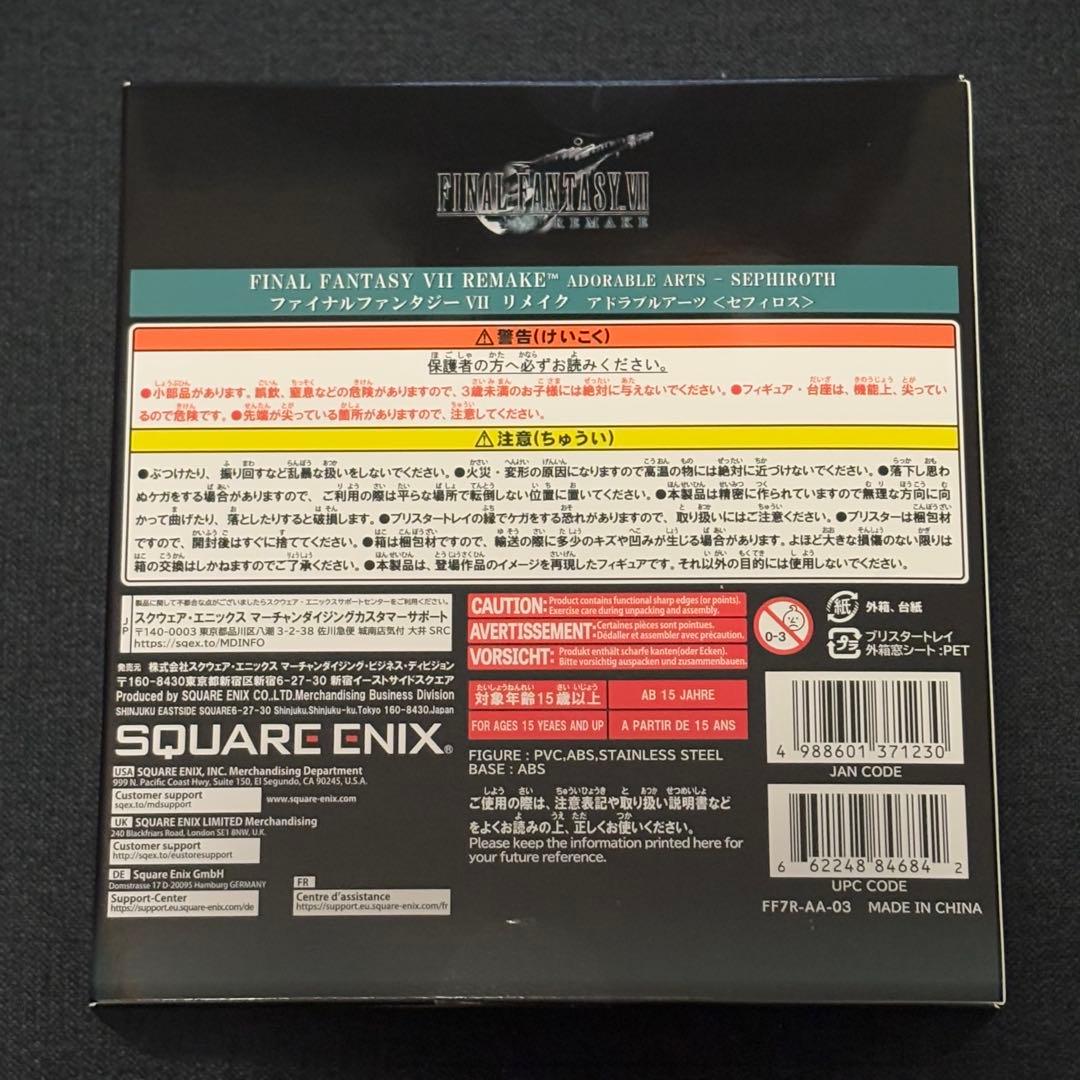 FINAL FANTASY VII
REMAKE
FINAL FANTASY VII REMAKE™ ADORABLE ARTS - SEPHIROTH
ファイナルファンタジーVII リメイク アドラブルアーツ <セフィロス>
⚠警告(けいこく)
保護者の方へ必ずお読みください。
●小部品があります。誤飲、窒息などの危険がありますので、3歳未満のお子様には絶対に与えないでください。●フィギュア・台座は、機能上、尖ってい
るので危険です。●先端が尖っている箇所がありますので、注意してください。
⚠注意(ちゅうい)
●ぶつけたり、振り回すなど乱暴な扱いをしないでください。●火災・変形の原因になりますので高温の物には絶対に近づけないでください。●落下し思わ
ぬケガをする場合がありますので、ご利用の際は平らな場所で転倒しない位置に置いてください。●本製品は精密に作られていますので無理な方向に向
かって曲げたり、落としたりすると破損します。●ブリスタートレイの縁でケガをする恐れがありますので、取り扱いにはご注意ください。●ブリスターは梱包材
ですので、開封後はすぐに捨ててください。●箱は梱包材ですので、輸送の際に多少のキズや凹みが生じる場合があります。よほど大きな損傷のない限りは
箱の交換はしかねますのでご了承ください。●本製品は、登場作品のイメージを再現したフィギュアです。それ以外の目的には使用しないでください。
JP
製品に関して不都合な点がございましたらスクウェア・エニックスサポートセンターをご利用ください。
スクウェア・エニックス マーチャンダイジングカスタマーサポート
〒140-0003 東京都品川区八潮 3-2-38 佐川急便 城南店気付 大井 SRC
https://sqex.to/MDINFO
発売元 株式会社スクウェア・エニックス マーチャンダイジング・ビジネス・ディビジョン
〒160-8430東京都新宿区新宿6-27-30 新宿イーストサイドスクエア
Produced by SQUARE ENIX CO.,LTD.Merchandising Business Division
SHINJUKU EASTSIDE SQUARE6-27-30 Shinjuku,Shinjuku-ku,Tokyo 160-8430,Japan
SQUARE ENIX®
USA SQUARE ENIX, INC. Merchandising Department
999 N. Pacific Coast Hwy, Suite 150, El Segundo, CA 90245, U.S.A.
Customer support
sqex.to/mdsupport
www.square-enix.com
UK SQUARE ENIX LIMITED Merchandising
240 Blackfriars Road, London SE1 8NW, U.K.
Customer support
http://sqex.to/eustoresupport
DE Square Enix GmbH
Domstrasse 17 D-20095 Hamburg GERMANY
Support-Center
https://support.eu.square-enix.com/de
FR
Centre d'assistance
https://support.eu.square-enix.com/fr
CAUTION: Product contains functional sharp edges (or points).
Exercise care during unpacking and assembly.
AVERTISSEMENT: Certaines pièces sont pointues.
•Dédaller et assembler avec précaution.
VORSICHT: Produkt enthält scharfe kanten(oder Ecken).
Bitte vorsichtig auspacken und zusammenbauen.
対象年齢15歳以上
AB 15 JAHRE
FOR AGES 15 YEAES AND UP
A PARTIR DE 15 ANS
FIGURE : PVC,ABS,STAINLESS STEEL
BASE : ABS
ご使用の際は、注意表記や取り扱い説明書など
をよくお読みの上、正しくお使いください。
Please keep the information printed here for
your future reference.
0-3
紙 外箱、台紙
プラ ブリスタートレイ
外箱窓シート:PET
4 988601 371230
JAN CODE
6 62248 84684 2
UPC CODE
FF7R-AA-03 MADE IN CHINA